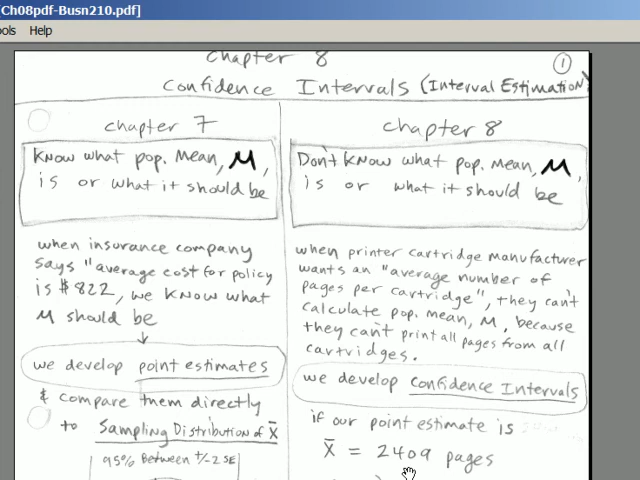 [Ch08pdf-Busn210.pdf]
ols Help
Chapter 8
1
Confidence Intervals (Interval Estimation)
chapter 7
Know what pop. Mean, M,
is or what it should be
when insurance company
says "average cost for policy
is $822, we know what
M should be
we develop point estimates
& compare them directly
to Sampling Distribution of X̄
95% Between +/-2 SE
chapter 8
Don't know what pop. Mean, M,
is or what it should be
when printer cartridge manufacturer
wants an "average number of
pages per cartridge", they can't
calculate pop. mean, M, because
they can't print all pages from all
cartridges.
we develop Confidence Intervals
if our point estimate is
X̄ = 2409 pages